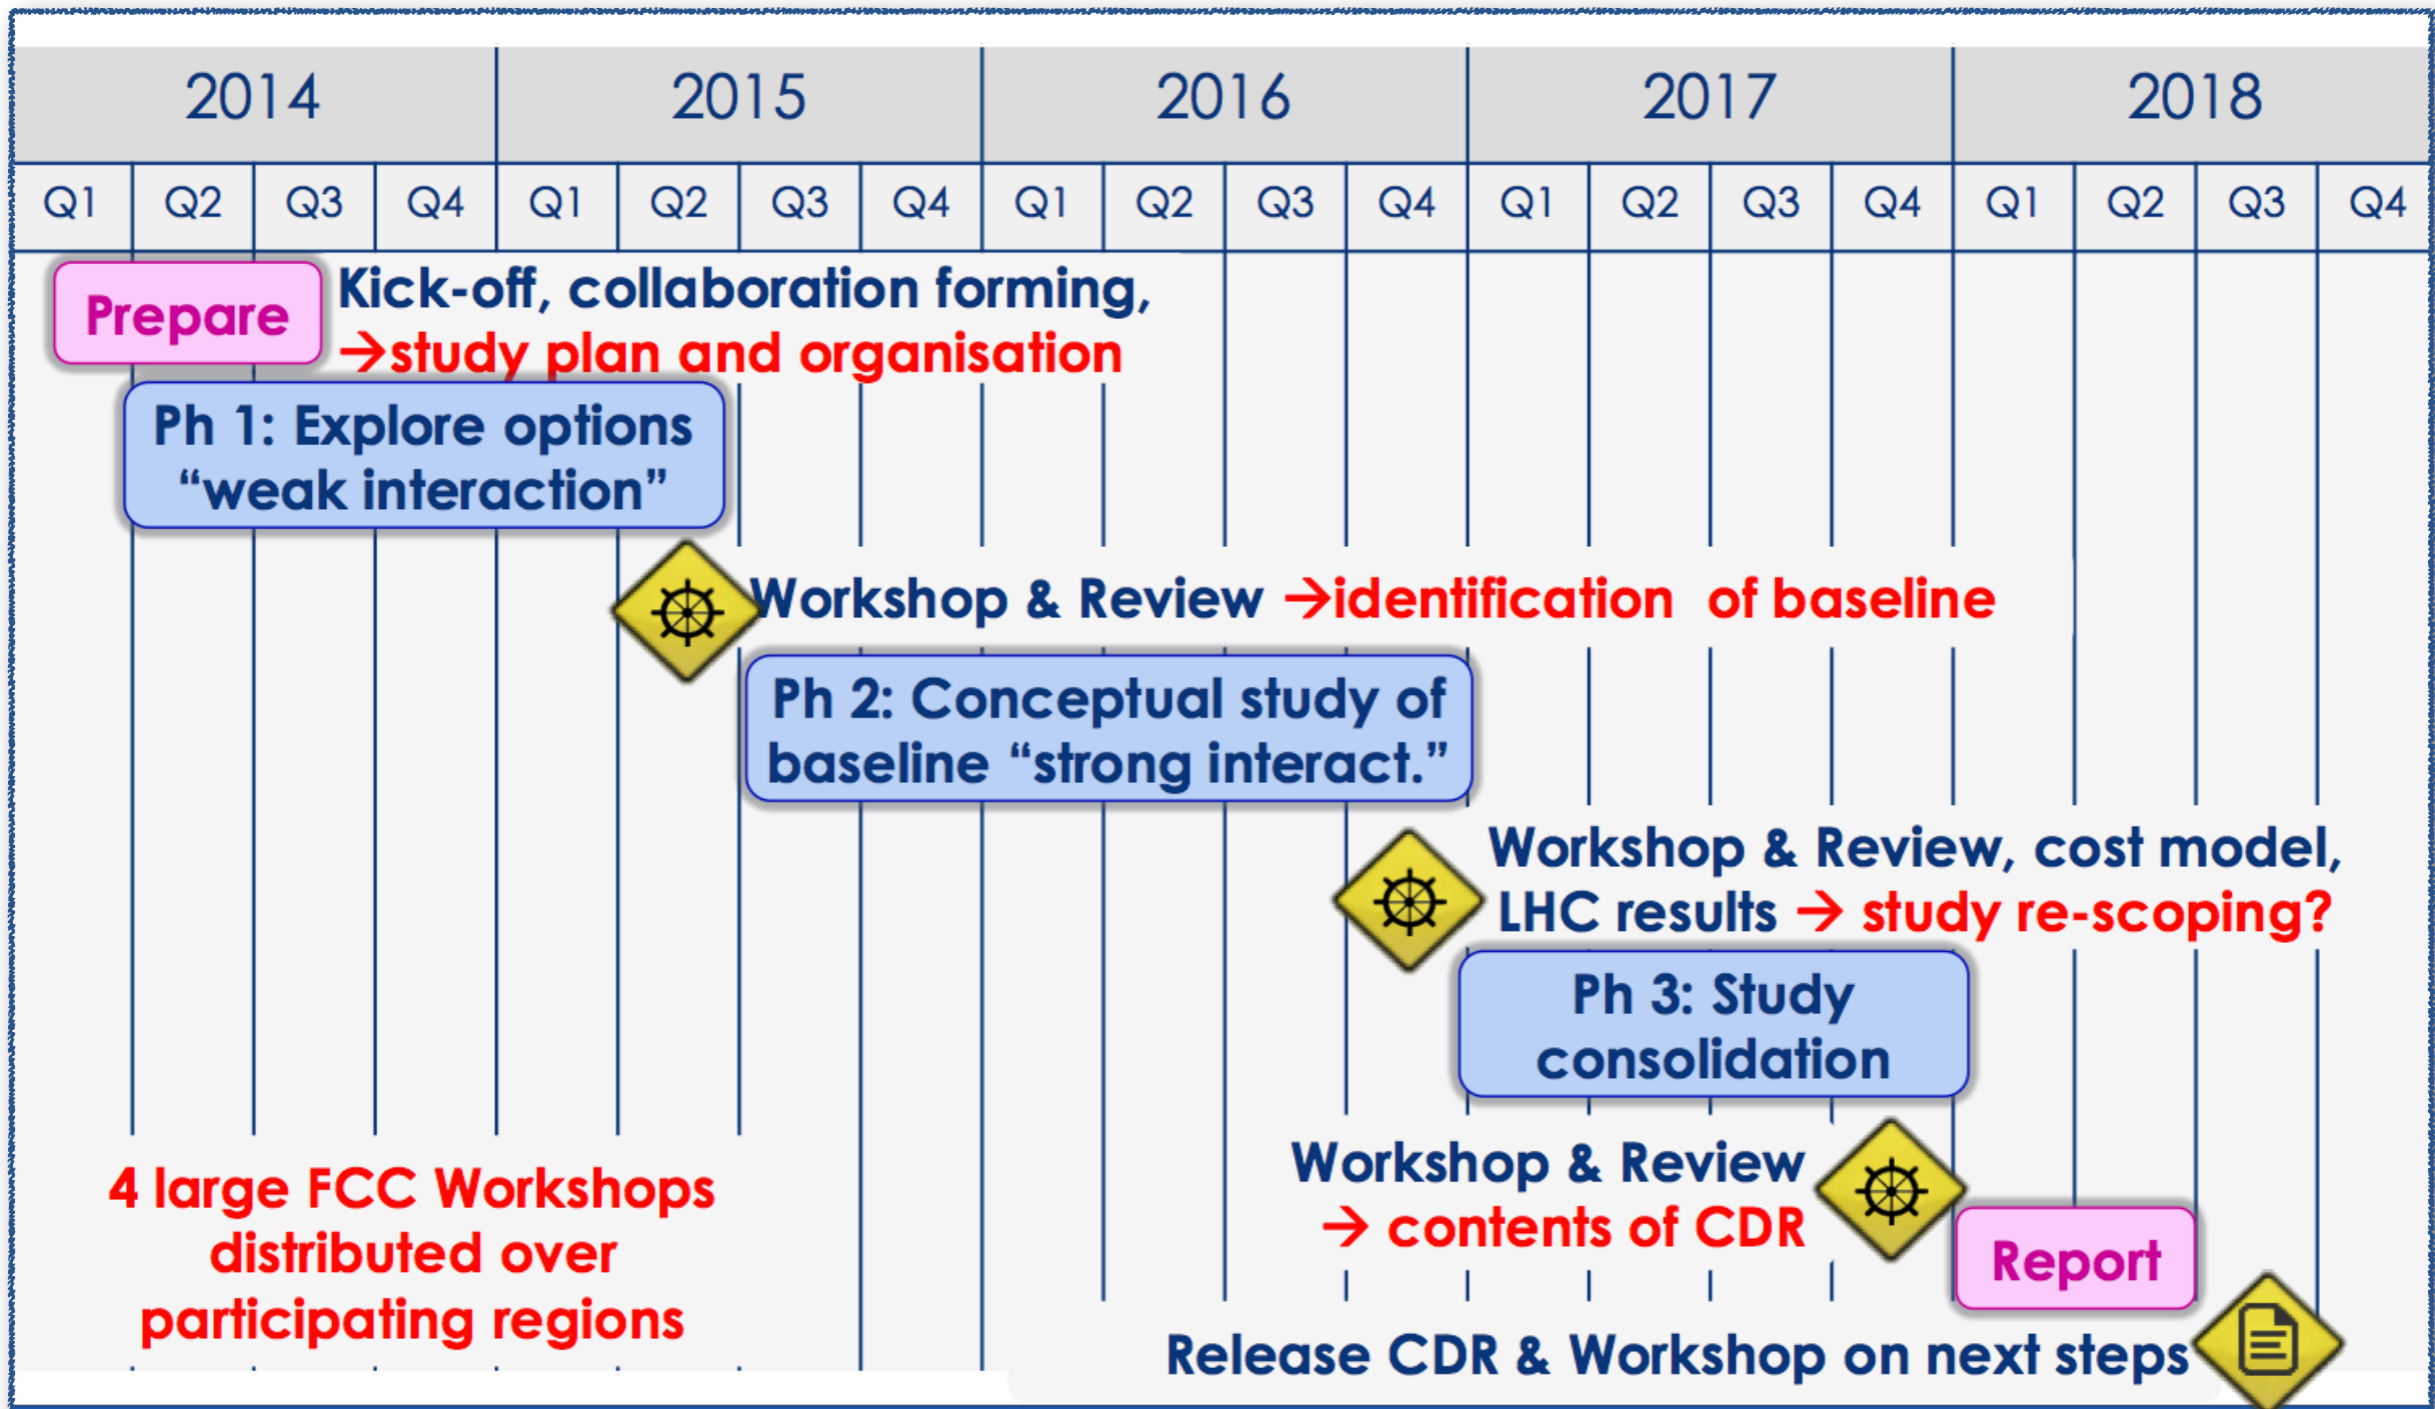 2014 2015 2016 2017 2018
Q1 Q2 Q3 Q4 Q1 Q2 Q3 Q4 Q1 Q2 Q3 Q4 Q1 Q2 Q3 Q4 Q1 Q2 Q3 Q4
Prepare
Kick-off, collaboration forming,
→study plan and organisation
Ph 1: Explore options
“weak interaction”
Workshop & Review →identification of baseline
Ph 2: Conceptual study of
baseline “strong interact.”
Workshop & Review, cost model,
LHC results → study re-scoping?
Ph 3: Study
consolidation
Workshop & Review
→ contents of CDR
4 large FCC Workshops
distributed over
participating regions
Report
Release CDR & Workshop on next steps